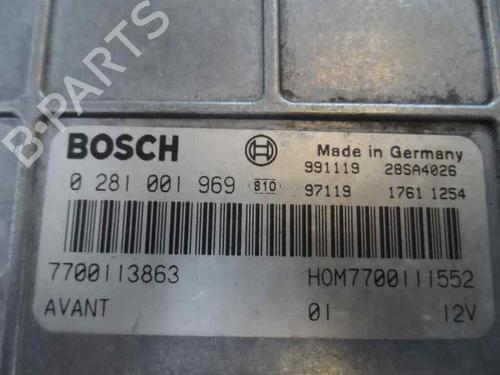 B-PARTS
BOSCH
Made in Germany
991119 28SA4026
0 281 001 969 810 97119 1761 1254
7700113863 HOM7700111552
AVANT 01 12V